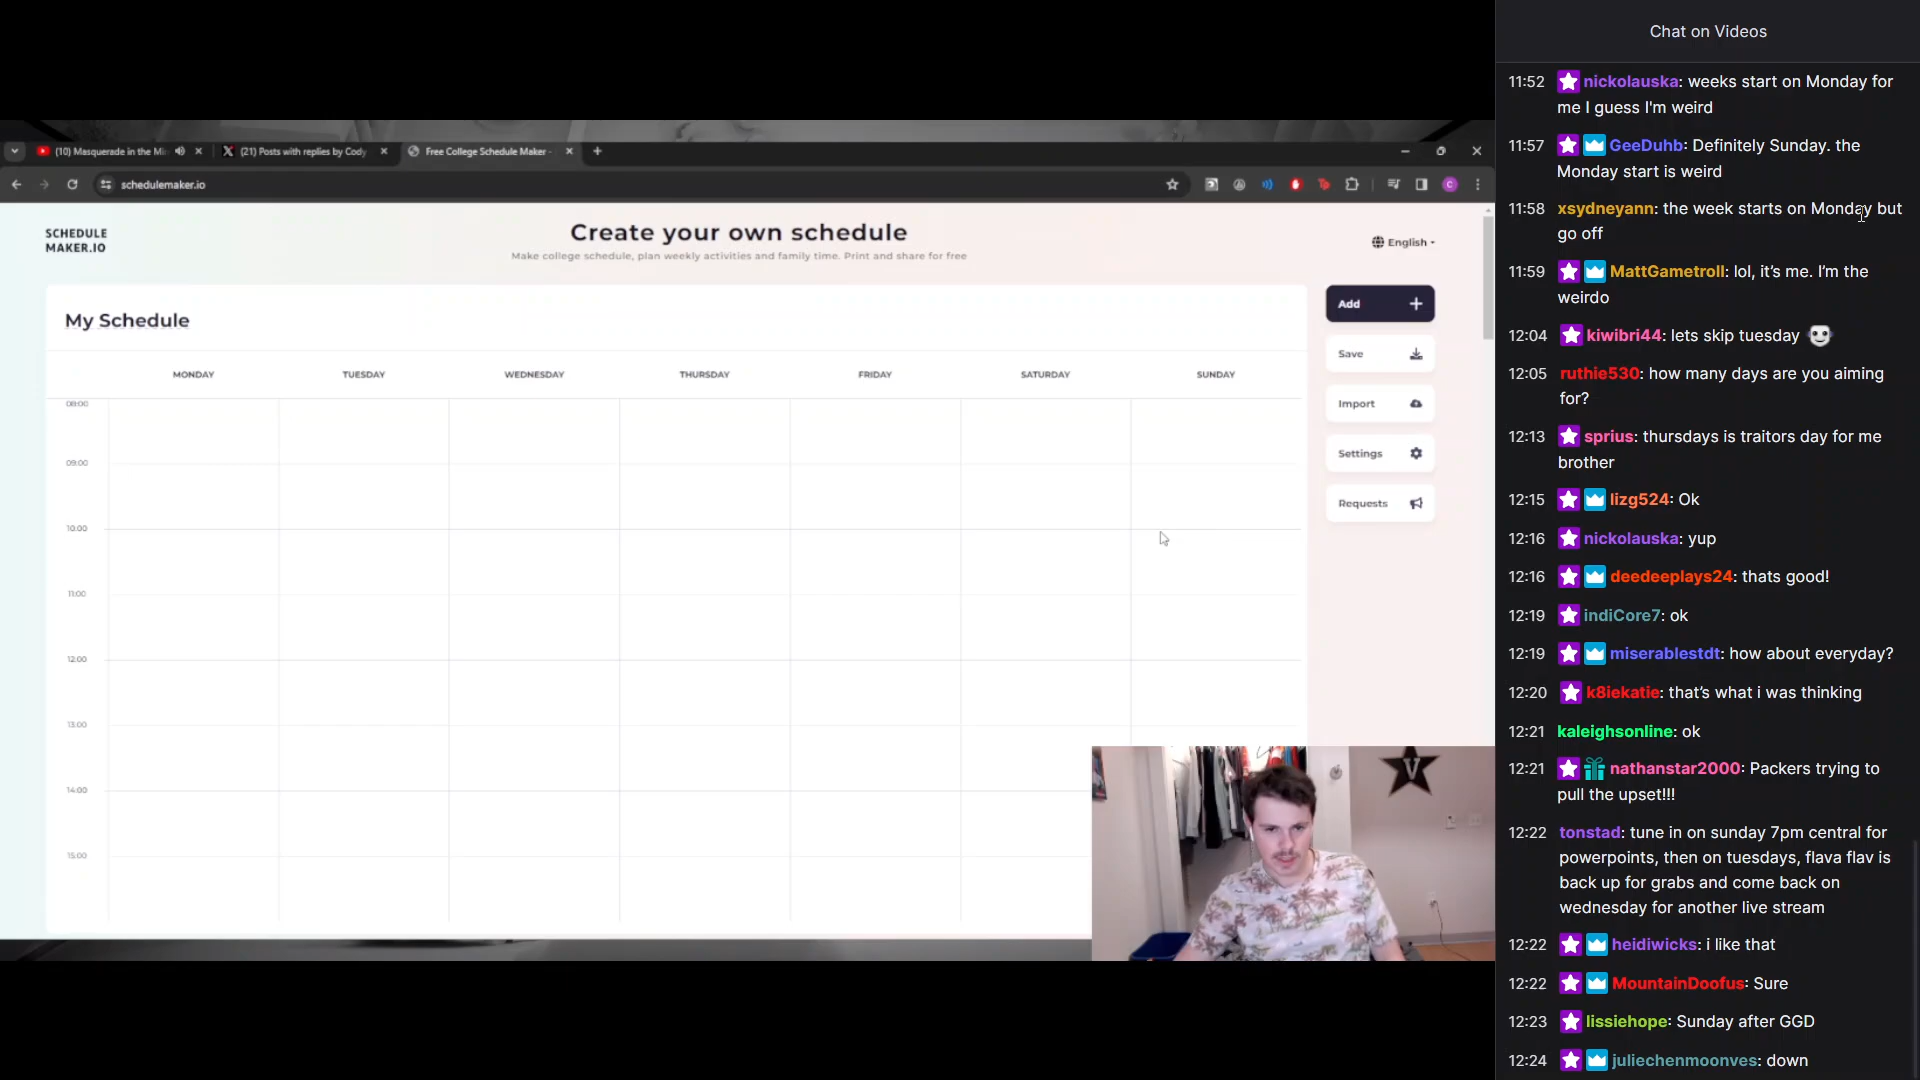 Chat on Videos
(10) Masquerade in the Mi
(21) Posts with replies by Cody
Free College Schedule Maker -
schedulemaker.io
SCHEDULE
MAKER.IO
Create your own schedule
Make college schedule, plan weekly activities and family time. Print and share for free
English
My Schedule
MONDAY TUESDAY WEDNESDAY THURSDAY FRIDAY SATURDAY SUNDAY
08:00
09:00
10:00
11:00
12:00
13:00
14:00
15:00
Add
Save
Import
Settings
Requests
C
V
11:52 nickolauska: weeks start on Monday for
me I guess I'm weird
11:57 GeeDuhb: Definitely Sunday. the
Monday start is weird
11:58 xsydneyann: the week starts on Monday but
go off
11:59 MattGametroll: lol, it's me. I'm the
weirdo
12:04 kiwibri44: lets skip tuesday
12:05 ruthie530: how many days are you aiming
for?
12:13 sprius: thursdays is traitors day for me
brother
12:15 lizg524: Ok
12:16 nickolauska: yup
12:16 deedeeplays24: thats good!
12:19 indiCore7: ok
12:19 miserablestdt: how about everyday?
12:20 k8iekatie: that's what i was thinking
12:21 kaleighsonline: ok
12:21 nathanstar2000: Packers trying to
pull the upset!!!
12:22 tonstad: tune in on sunday 7pm central for
powerpoints, then on tuesdays, flava flav is
back up for grabs and come back on
wednesday for another live stream
12:22 heidiwicks: i like that
12:22 MountainDoofus: Sure
12:23 lissiehope: Sunday after GGD
12:24 juliechenmoonves: down